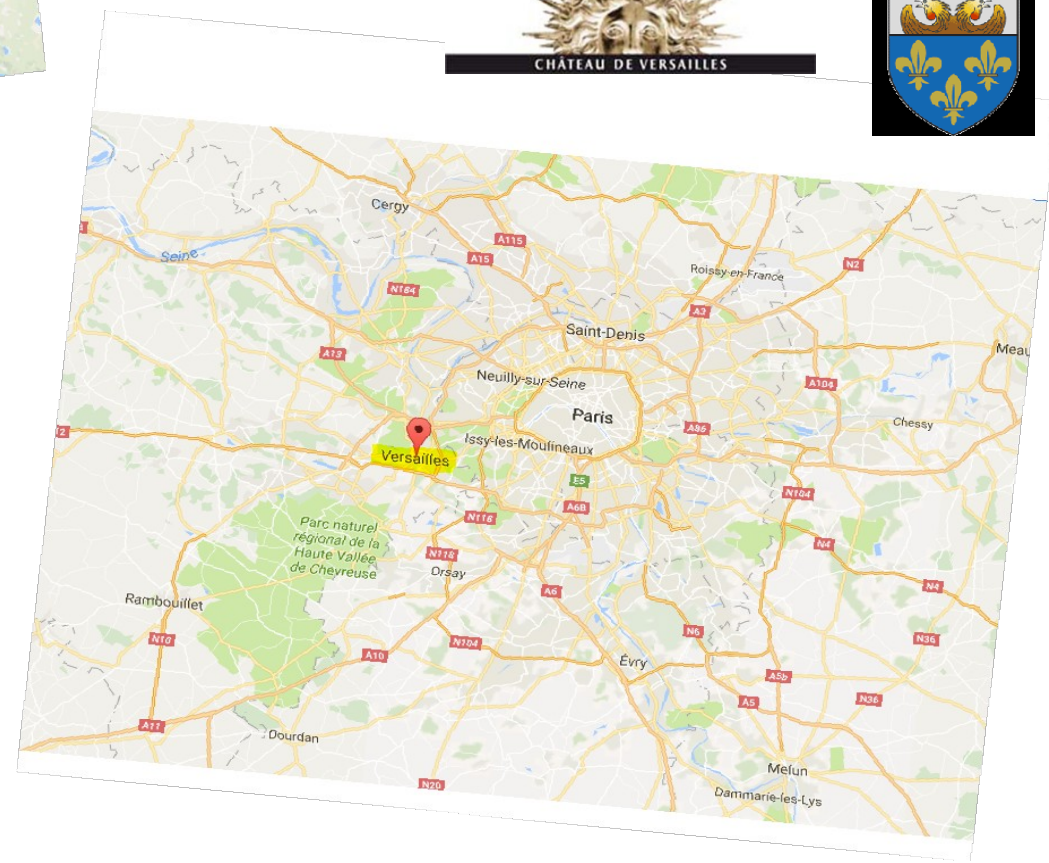 CHÂTEAU DE VERSAILLES
Cergy
A115
A15
Seine
Roissy-en-France
N2
N184
A3
Saint-Denis
A13
Meau
Neuilly-sur-Seine
A104
Paris
Chessy
A86
Issy-les-Moulineaux
Versailles
E5
N104
A6B
N118
Parc naturel
régional de la
Haute Vallée
de Chevreuse
N4
N118
Orsay
N4
A6
Rambouillet
N6
N10
N104
N36
A10
Évry
A5b
A5
N36
A11
Dourdan
Melun
N20
Dammarie-les-Lys